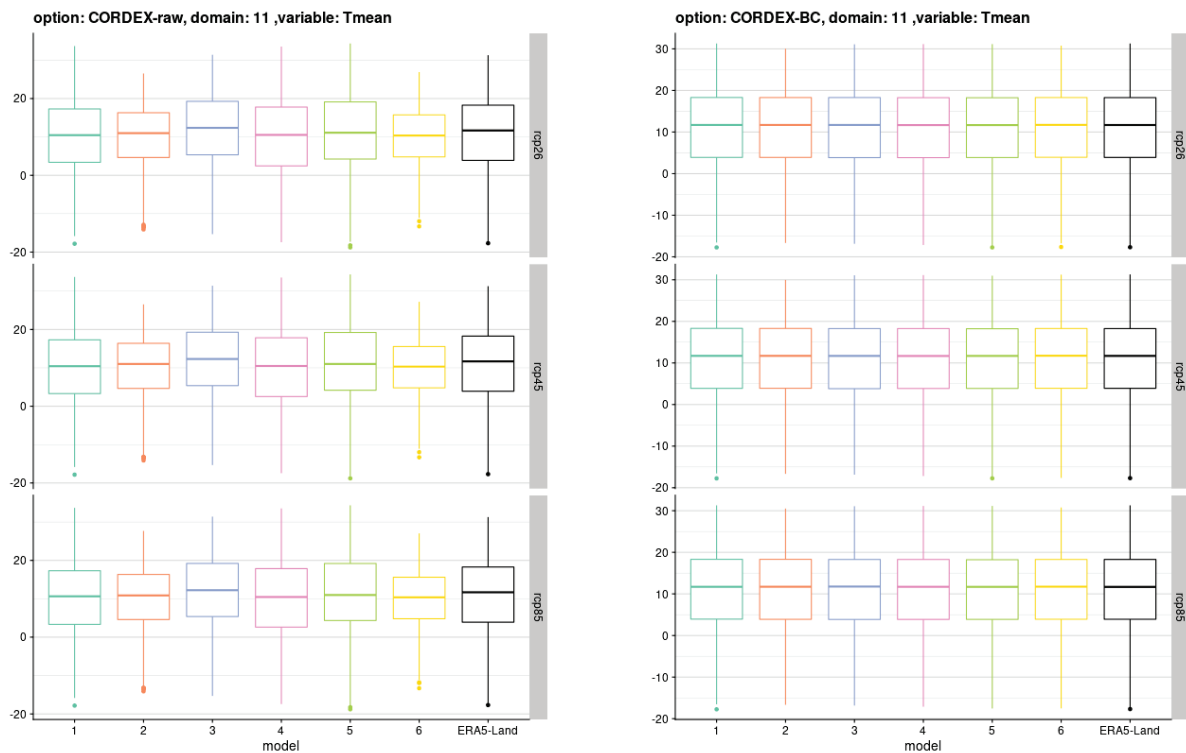 option: CORDEX-raw, domain: 11 ,variable: Tmean
20
0
-20
rcp26
20
0
-20
rcp45
20
0
-20
rcp85
1 2 3 4 5 6 ERA5-Land
model
option: CORDEX-BC, domain: 11 ,variable: Tmean
30
20
10
0
-10
-20
rcp26
30
20
10
0
-10
-20
rcp45
30
20
10
0
-10
-20
rcp85
1 2 3 4 5 6 ERA5-Land
model